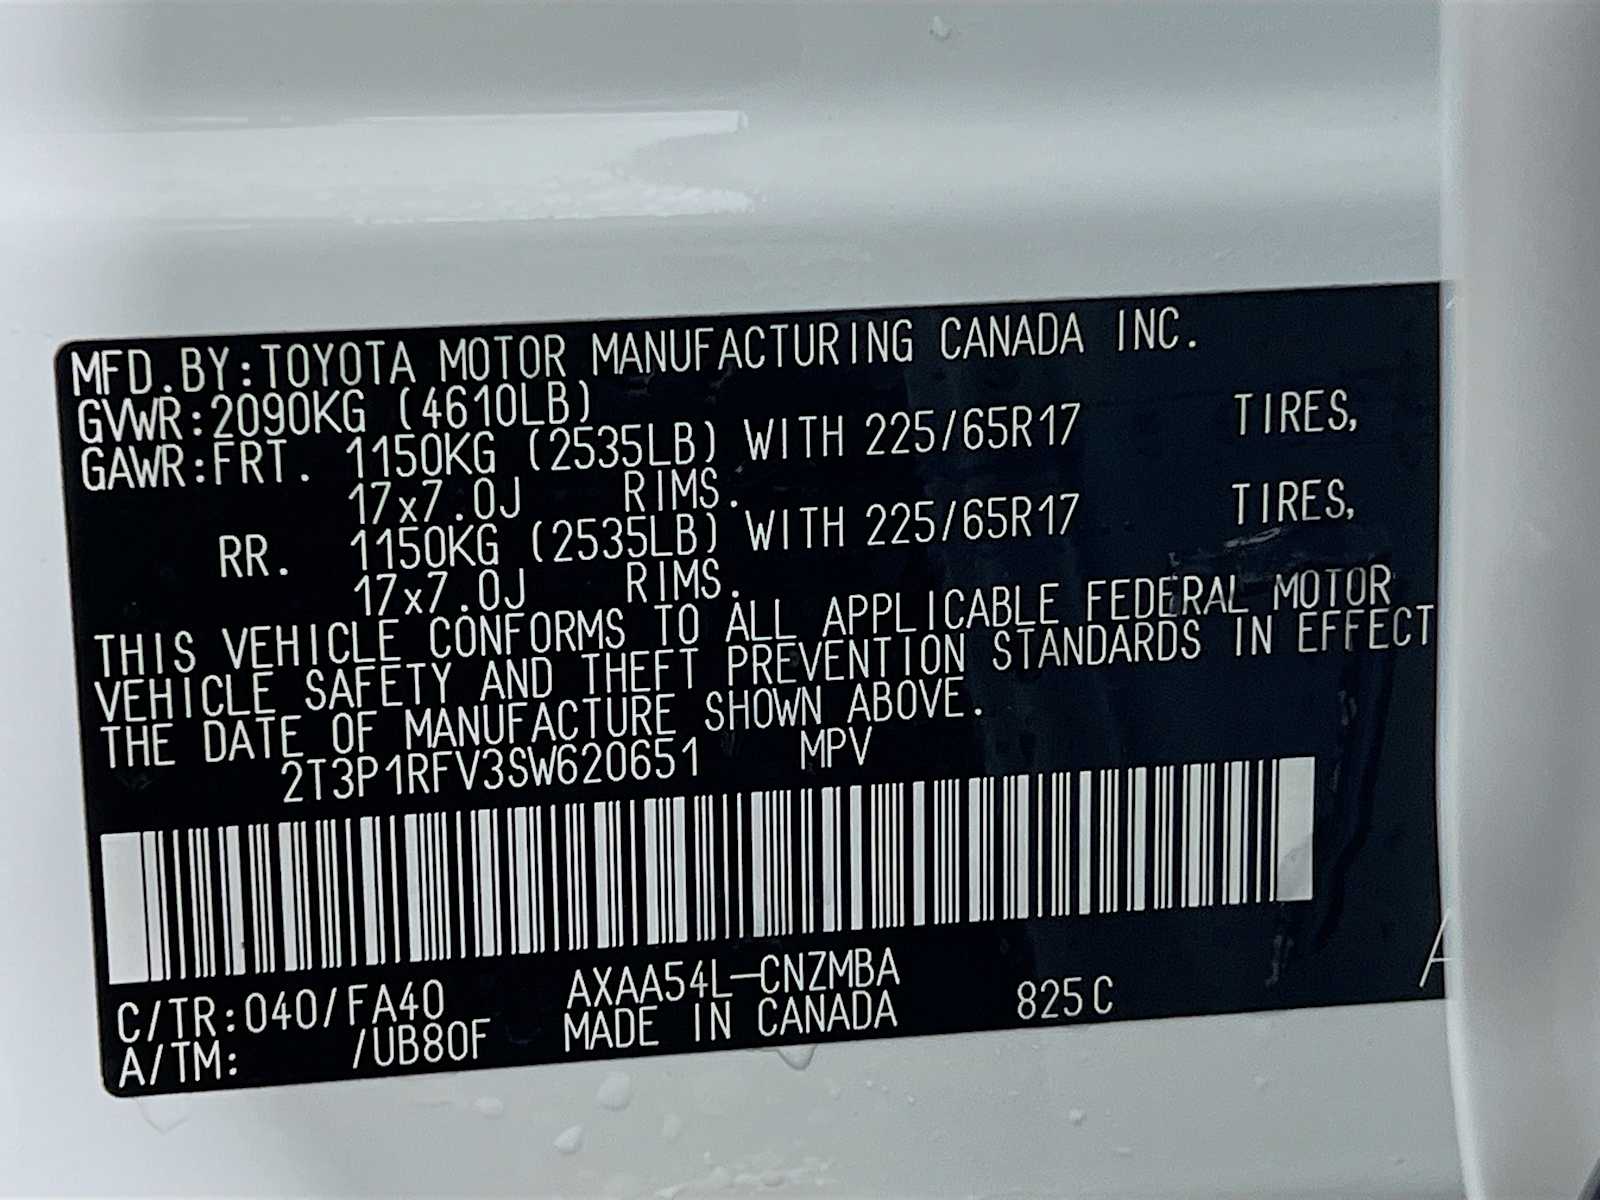 MFD.BY:TOYOTA MOTOR MANUFACTURING CANADA INC.
GVWR:2090KG (4610LB)
GAWR:FRT. 1150KG (2535LB) WITH 225/65R17 TIRES,
17x7.0J RIMS.
RR. 1150KG (2535LB) WITH 225/65R17 TIRES,
17x7.0J RIMS.
THIS VEHICLE CONFORMS TO ALL APPLICABLE FEDERAL MOTOR
VEHICLE SAFETY AND THEFT PREVENTION STANDARDS IN EFFECT
THE DATE OF MANUFACTURE SHOWN ABOVE.
2T3P1RFV3SW620651 MPV
C/TR:040/FA40 AXAA54L-CNZMBA
A/TM: /UB80F MADE IN CANADA 825C